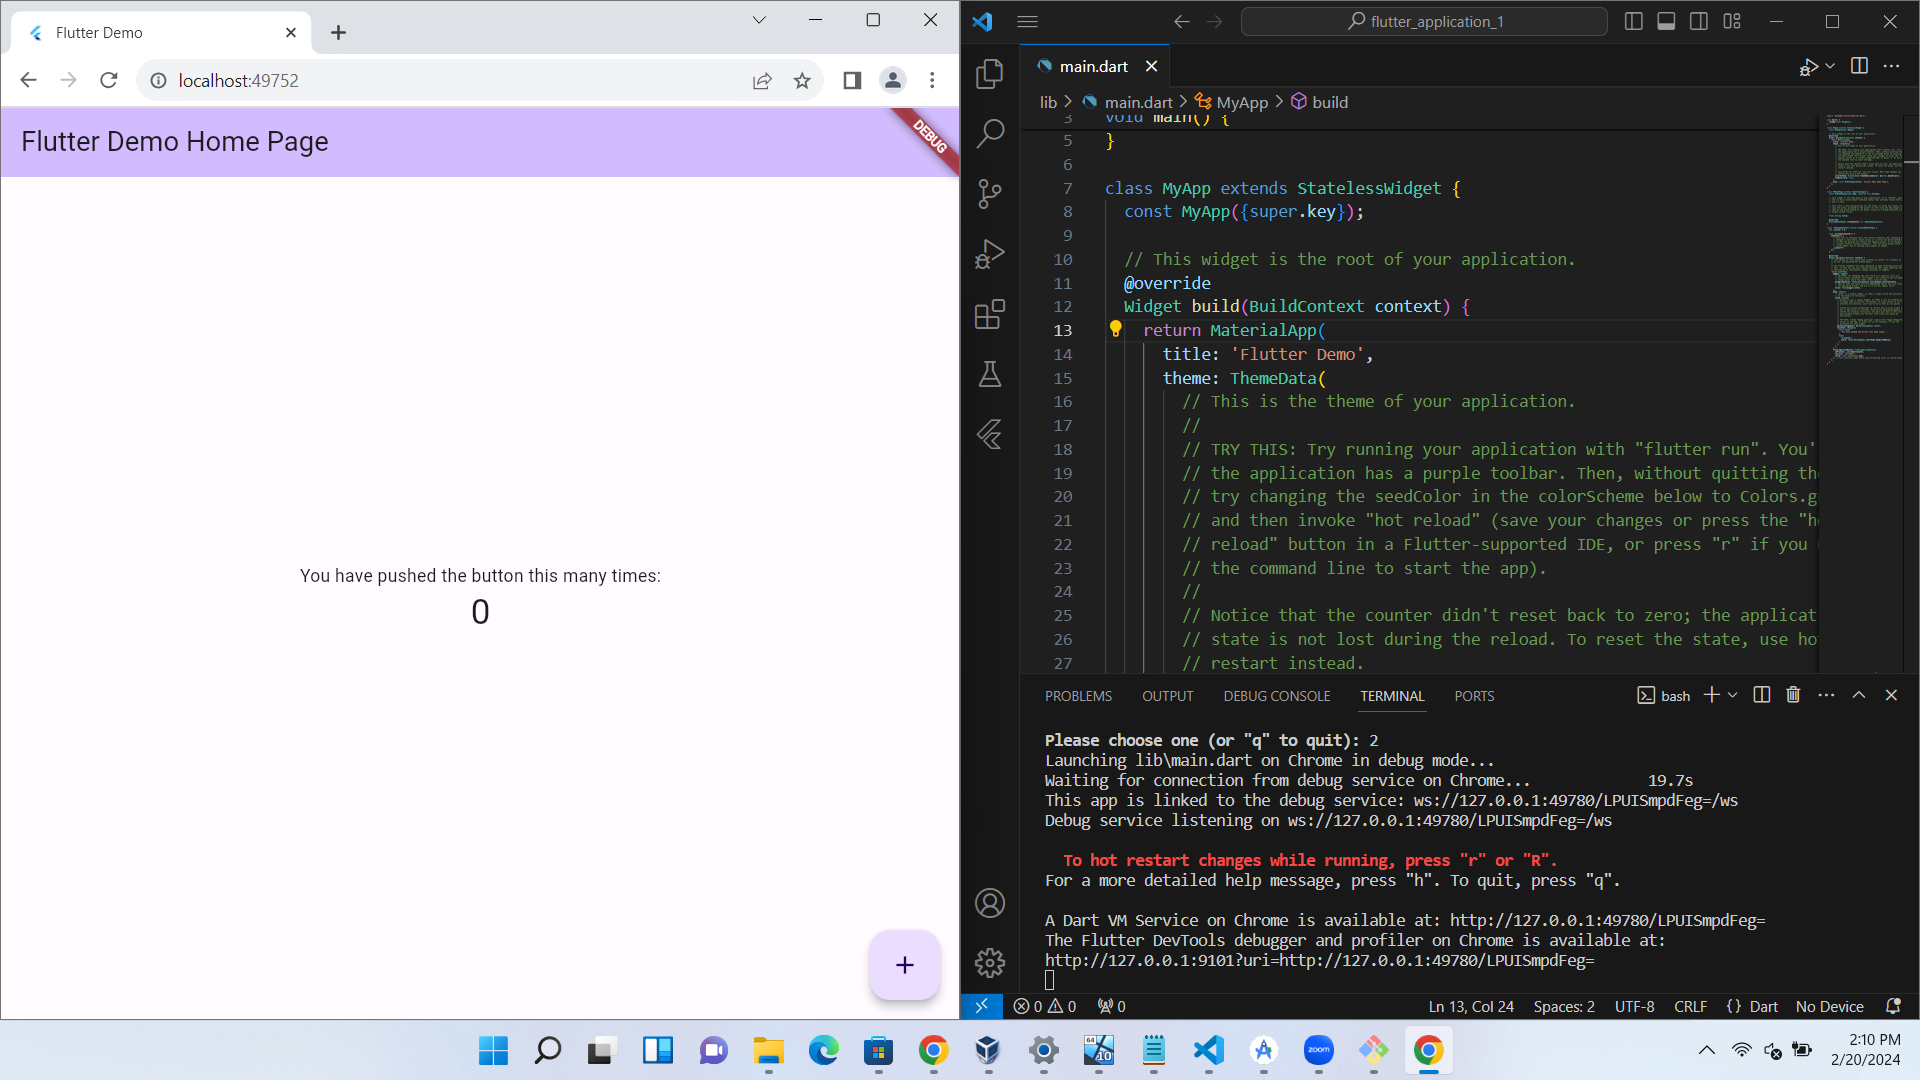 Flutter Demo
localhost:49752
Flutter Demo Home Page
DEBUG
You have pushed the button this many times:
0
+
flutter_application_1
main.dart
lib > main.dart > MyApp > build
3 void main() {
5 }
6
7 class MyApp extends StatelessWidget {
8 const MyApp({super.key});
9
10 // This widget is the root of your application.
11 @override
12 Widget build(BuildContext context) {
13 return MaterialApp(
14 title: 'Flutter Demo',
15 theme: ThemeData(
16 // This is the theme of your application.
17 //
18 // TRY THIS: Try running your application with "flutter run". You'
19 // the application has a purple toolbar. Then, without quitting th
20 // try changing the seedColor in the colorScheme below to Colors.g
21 // and then invoke "hot reload" (save your changes or press the "h
22 // reload" button in a Flutter-supported IDE, or press "r" if you
23 // the command line to start the app).
24 //
25 // Notice that the counter didn't reset back to zero; the applicat
26 // state is not lost during the reload. To reset the state, use ho
27 // restart instead.
PROBLEMS OUTPUT DEBUG CONSOLE TERMINAL PORTS bash
Please choose one (or "q" to quit): 2
Launching lib\main.dart on Chrome in debug mode...
Waiting for connection from debug service on Chrome... 19.7s
This app is linked to the debug service: ws://127.0.0.1:49780/LPUISmpdFeg=/ws
Debug service listening on ws://127.0.0.1:49780/LPUISmpdFeg=/ws
To hot restart changes while running, press "r" or "R".
For a more detailed help message, press "h". To quit, press "q".
A Dart VM Service on Chrome is available at: http://127.0.0.1:49780/LPUISmpdFeg=
The Flutter DevTools debugger and profiler on Chrome is available at:
http://127.0.0.1:9101?uri=http://127.0.0.1:49780/LPUISmpdFeg=
0 0 0 Ln 13, Col 24 Spaces: 2 UTF-8 CRLF {} Dart No Device
64 10 zoom
2:10 PM
2/20/2024